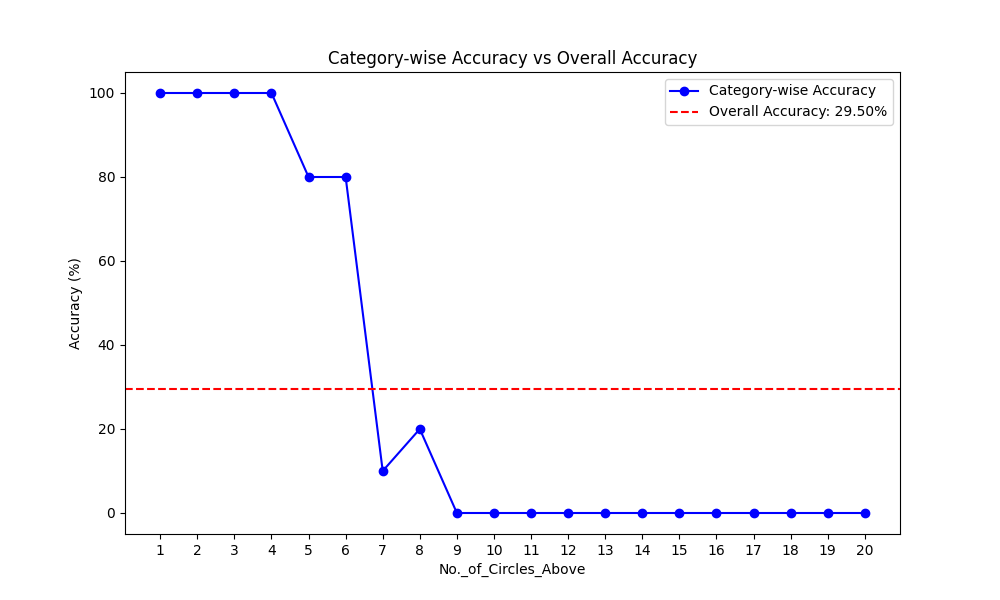 Category-wise Accuracy vs Overall Accuracy
Category-wise Accuracy
Overall Accuracy: 29.50%
100
80
60
40
20
0
Accuracy (%)
1 2 3 4 5 6 7 8 9 10 11 12 13 14 15 16 17 18 19 20
No._of_Circles_Above